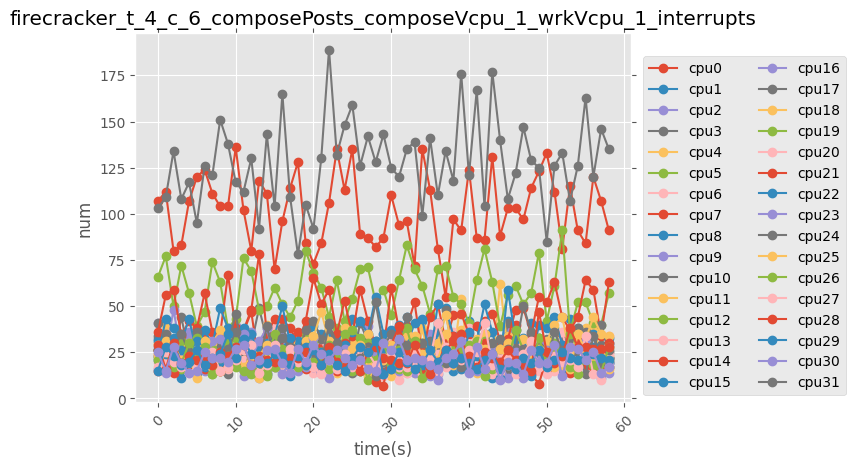 firecracker_t_4_c_6_composePosts_composeVcpu_1_wrkVcpu_1_interrupts
175
150
125
100
75
50
25
0
num
0
10
20
30
40
50
60
time(s)
cpu0
cpu1
cpu2
cpu3
cpu4
cpu5
cpu6
cpu7
cpu8
cpu9
cpu10
cpu11
cpu12
cpu13
cpu14
cpu15
cpu16
cpu17
cpu18
cpu19
cpu20
cpu21
cpu22
cpu23
cpu24
cpu25
cpu26
cpu27
cpu28
cpu29
cpu30
cpu31